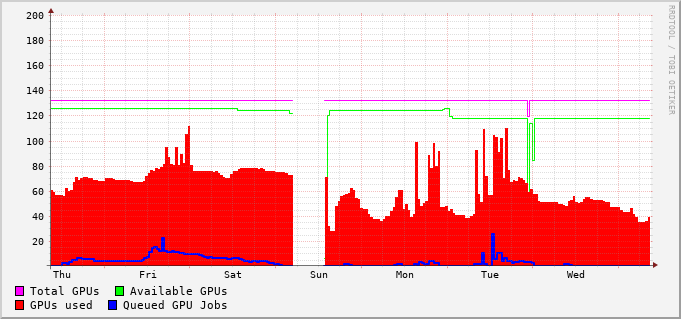 200
180
160
140
120
100
80
60
40
20
Thu Fri Sat Sun Mon Tue Wed
Total GPUs Available GPUs
GPUs used Queued GPU Jobs
RRDTOOL / TOBI OETIKER